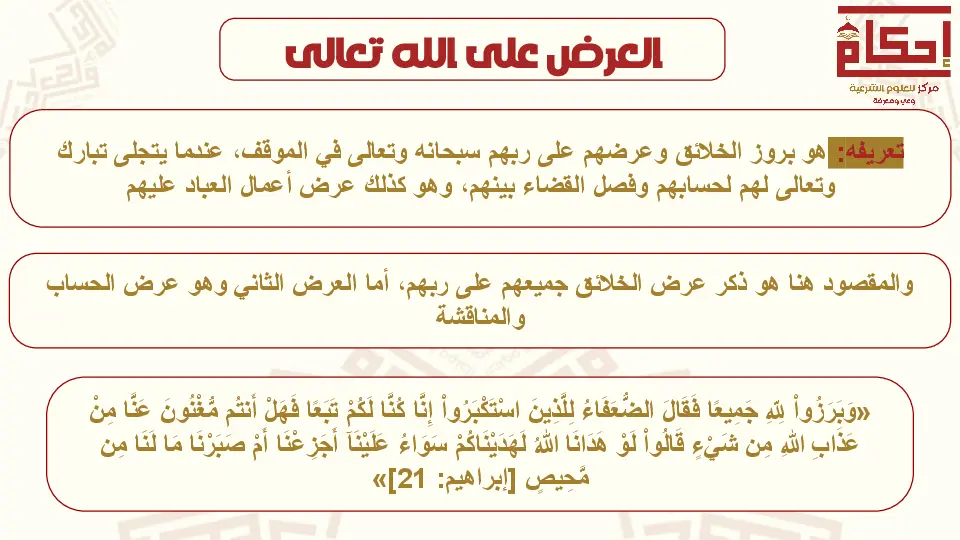 إحكام
مركز للعلوم الشرعية
وعي ومعرفة
العرض على الله تعالى
تعريفه: هو بروز الخلائق وعرضهم على ربهم سبحانه وتعالى في الموقف، عندما يتجلى تبارك
وتعالى لهم لحسابهم وفصل القضاء بينهم، وهو كذلك عرض أعمال العباد عليهم
والمقصود هنا هو ذكر عرض الخلائق جميعهم على ربهم، أما العرض الثاني وهو عرض الحساب
والمناقشة
«وَبَرَزُواْ لِلّهِ جَمِيعًا فَقَالَ الضُّعَفَاءُ لِلَّذِينَ اسْتَكْبَرُواْ إِنَّا كُنَّا لَكُمْ تَبَعًا فَهَلْ أَنتُم مُّغْنُونَ عَنَّا مِنْ
عَذَابِ اللهِ مِن شَيْءٍ قَالُواْ لَوْ هَدَانَا اللهُ لَهَدَيْنَاكُمْ سَوَاءُ عَلَيْنَآ أَجَزِعْنَا أَمْ صَبَرْنَا مَا لَنَا مِن
مَّحِيصٍ [إبراهيم: 21]»